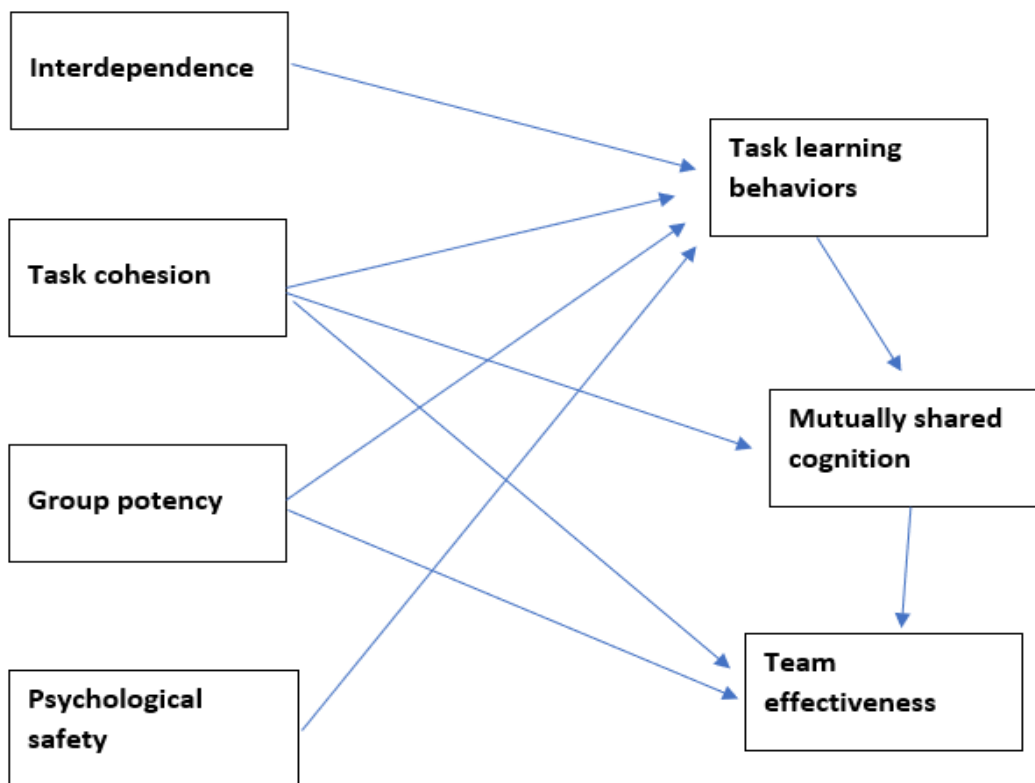 Interdependence
Task learning
behaviors
Task cohesion
Mutually shared
cognition
Group potency
Team
effectiveness
Psychological
safety